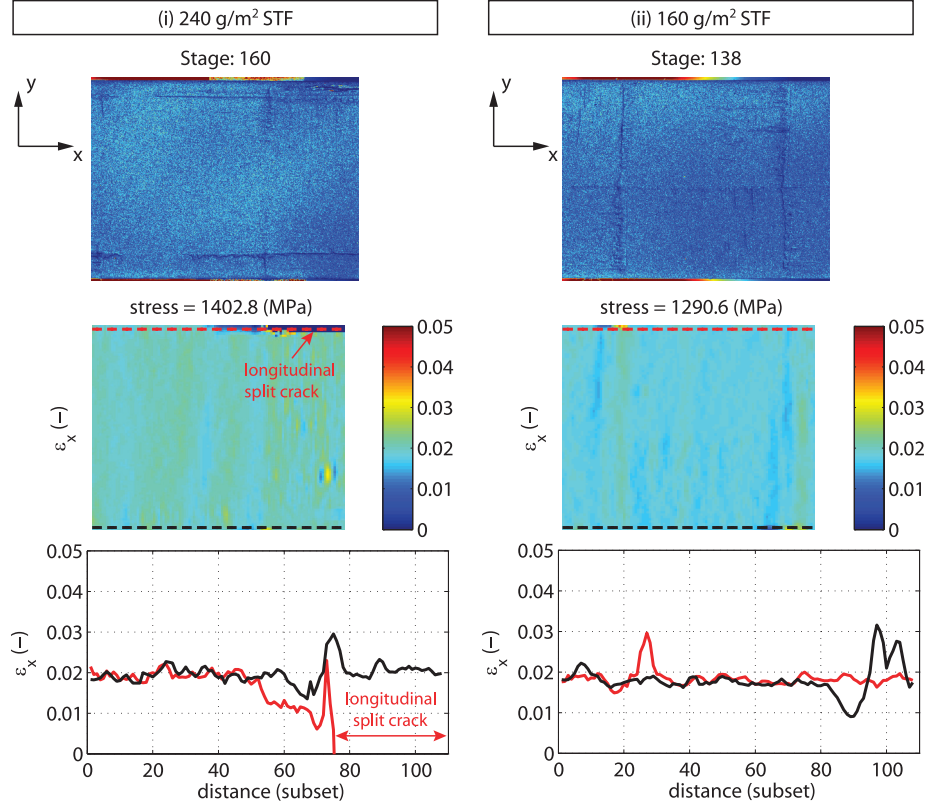 (i) 240 g/m² STF
(ii) 160 g/m² STF
Stage: 160
Stage: 138
y
x
y
x
stress = 1402.8 (MPa)
stress = 1290.6 (MPa)
longitudinal
split crack
εx (−)
0.05
0.04
0.03
0.02
0.01
0
εx (−)
0.05
0.04
0.03
0.02
0.01
0
εx (−)
0.05
0.04
0.03
0.02
0.01
0
longitudinal
split crack
0 20 40 60 80 100
distance (subset)
εx (−)
0.05
0.04
0.03
0.02
0.01
0
0 20 40 60 80 100
distance (subset)